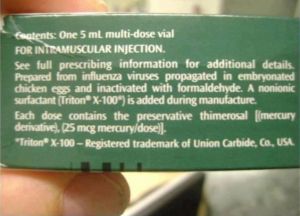 Contents: One 5 mL multi-dose vial
FOR INTRAMUSCULAR INJECTION.
See full prescribing information for additional details.
Prepared from influenza viruses propagated in embryonated
chicken eggs and inactivated with formaldehyde. A nonionic
surfactant (Triton® X-100*) is added during manufacture.
Each dose contains the preservative thimerosal [(mercury
derivative), (25 mcg mercury/dose)].
*Triton® X-100 – Registered trademark of Union Carbide, Co., USA.